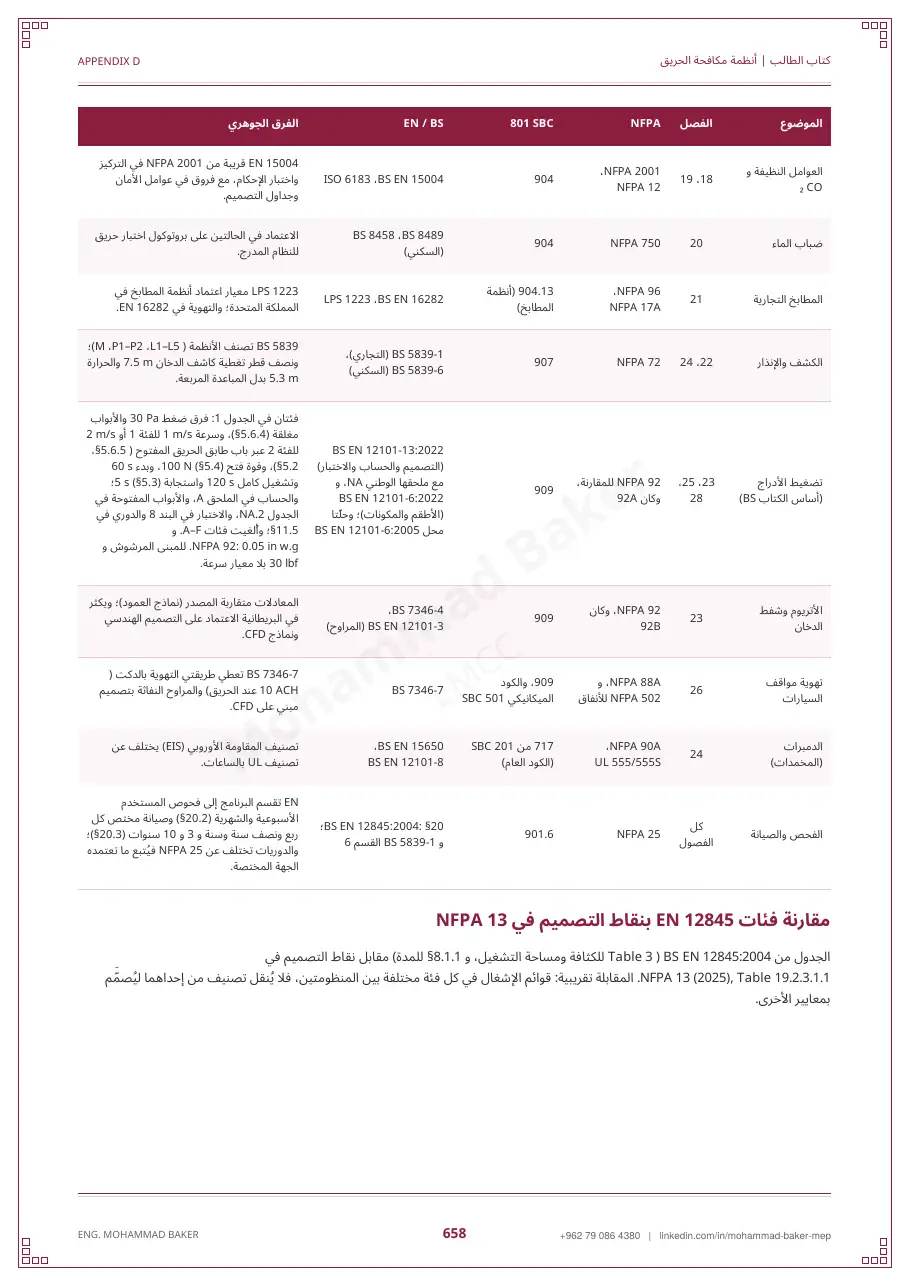 كتاب الطالب | أنظمة مكافحة الحريق
APPENDIX D
الموضوع الفصل NFPA 801 SBC EN / BS الفرق الجوهري
العوامل النظيفة و
CO ₂
18، 19
NFPA 2001،
NFPA 12
904
BS EN 15004، ISO 6183
EN 15004 قريبة من NFPA 2001 في التركيز
واختبار الإحكام، مع فروق في عوامل الأمان
وجداول التصميم.
ضباب الماء
20
NFPA 750
904
BS 8489، BS 8458
(السكني)
الاعتماد في الحالتين على بروتوكول اختبار حريق
للنظام المدرج.
المطابخ التجارية
21
NFPA 96،
NFPA 17A
904.13 (أنظمة
المطابخ)
BS EN 16282، LPS 1223
LPS 1223 معيار اعتماد أنظمة المطابخ في
المملكة المتحدة؛ والتهوية في EN 16282.
الكشف والإنذار
22، 24
NFPA 72
907
BS 5839-1 (التجاري)،
BS 5839-6 (السكني)
BS 5839 تصنف الأنظمة ( M ،P1–P2 ،L1–L5)؛
ونصف قطر تغطية كاشف الدخان 7.5 m والحرارة
5.3 m بدل المباعدة المربعة.
تضغيط الأدراج
(أساس الكتاب BS)
23، 25،
28
NFPA 92 للمقارنة،
وكان 92A
909
BS EN 12101-13:2022
(التصميم والحساب والاختبار)
مع ملحقها الوطني NA، و
BS EN 12101-6:2022
(الأطقم والمكونات)؛ وحلّتا
محل BS EN 12101-6:2005
فئتان في الجدول 1: فرق ضغط 30 Pa والأبواب
مغلقة (§5.6.4)، وسرعة 1 m/s للفئة 1 أو 2 m/s
للفئة 2 عبر باب طابق الحريق المفتوح ( §5.6.5،
§5.2)، وقوة فتح 100 N (§5.4)، وبدء 60 s
وتشغيل كامل 120 s واستجابة 5 s (§5.3)؛
والحساب في الملحق A، والأبواب المفتوحة في
الجدول NA.2، والاختبار في البند 8 والدوري في
§11.5؛ وأُلغيت فئات A–F. و
NFPA 92: 0.05 in w.g. للمبنى المرشوش و
30 lbf بلا معيار سرعة.
الأتريوم وشفط
الدخان
23
NFPA 92، وكان
92B
909
BS 7346-4،
BS EN 12101-3 (المراوح)
المعادلات متقاربة المصدر (نماذج العمود)؛ ويكثر
في البريطانية الاعتماد على التصميم الهندسي
ونماذج CFD.
تهوية مواقف
السيارات
26
NFPA 88A، و
NFPA 502 للأنفاق
909، والكود
الميكانيكي SBC 501
BS 7346-7
BS 7346-7 تعطي طريقتي التهوية بالدكت (
10 ACH عند الحريق) والمراوح النفاثة بتصميم
مبني على CFD.
الدمبرات
(المخمدات)
24
NFPA 90A،
UL 555/555S
717 من SBC 201
(الكود العام)
BS EN 15650،
BS EN 12101-8
تصنيف المقاومة الأوروبي (EIS) يختلف عن
تصنيف UL بالساعات.
الفحص والصيانة
كل
الفصول
NFPA 25
901.6
BS EN 12845:2004: §20؛
و BS 5839-1 القسم 6
EN تقسم البرنامج إلى فحوص المستخدم
الأسبوعية والشهرية (§20.2) وصيانة مختص كل
ربع ونصف سنة وسنة و 3 و 10 سنوات (§20.3)؛
والدوريات تختلف عن NFPA 25 فيُتبع ما تعتمده
الجهة المختصة.
مقارنة فئات EN 12845 بنقاط التصميم في NFPA 13
الجدول من BS EN 12845:2004 ( Table 3 للكثافة ومساحة التشغيل، و §8.1.1 للمدة) مقابل نقاط التصميم في
NFPA 13 (2025), Table 19.2.3.1.1. المقابلة تقريبية: قوائم الإشغال في كل فئة مختلفة بين المنظومتين، فلا يُنقل تصنيف من إحداهما ليُصمَّم
بمعايير الأخرى.
Mohammad Baker
EMCC
ENG. MOHAMMAD BAKER
658
+962 79 086 4380 | linkedin.com/in/mohammad-baker-mep